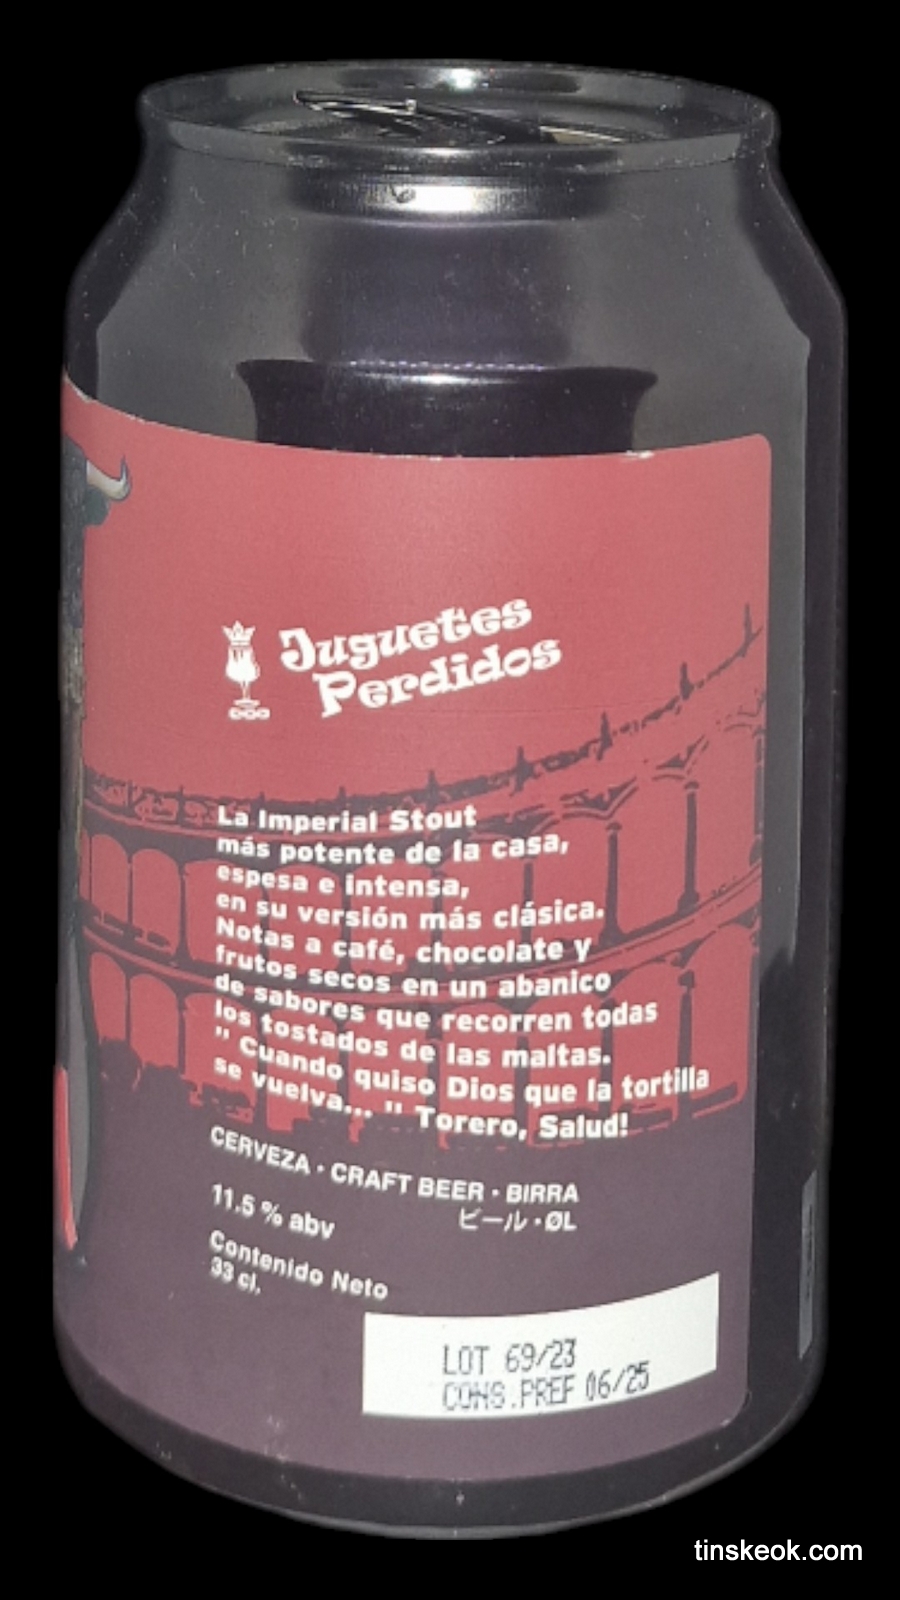 Juguetes
Perdidos
La Imperial Stout
más potente de la casa,
espesa e intensa,
en su versión más clásica.
Notas a café, chocolate y
frutos secos en un abanico
de sabores que recorren todas
los tostados de las maltas.
" Cuando quiso Dios que la tortilla
se vuelva... " Torero, Salud!
CERVEZA · CRAFT BEER · BIRRA
ビール · ØL
11.5 % abv
Contenido Neto
33 cl.
LOT 69/23
CONS.PREF 06/25
tinskeok.com